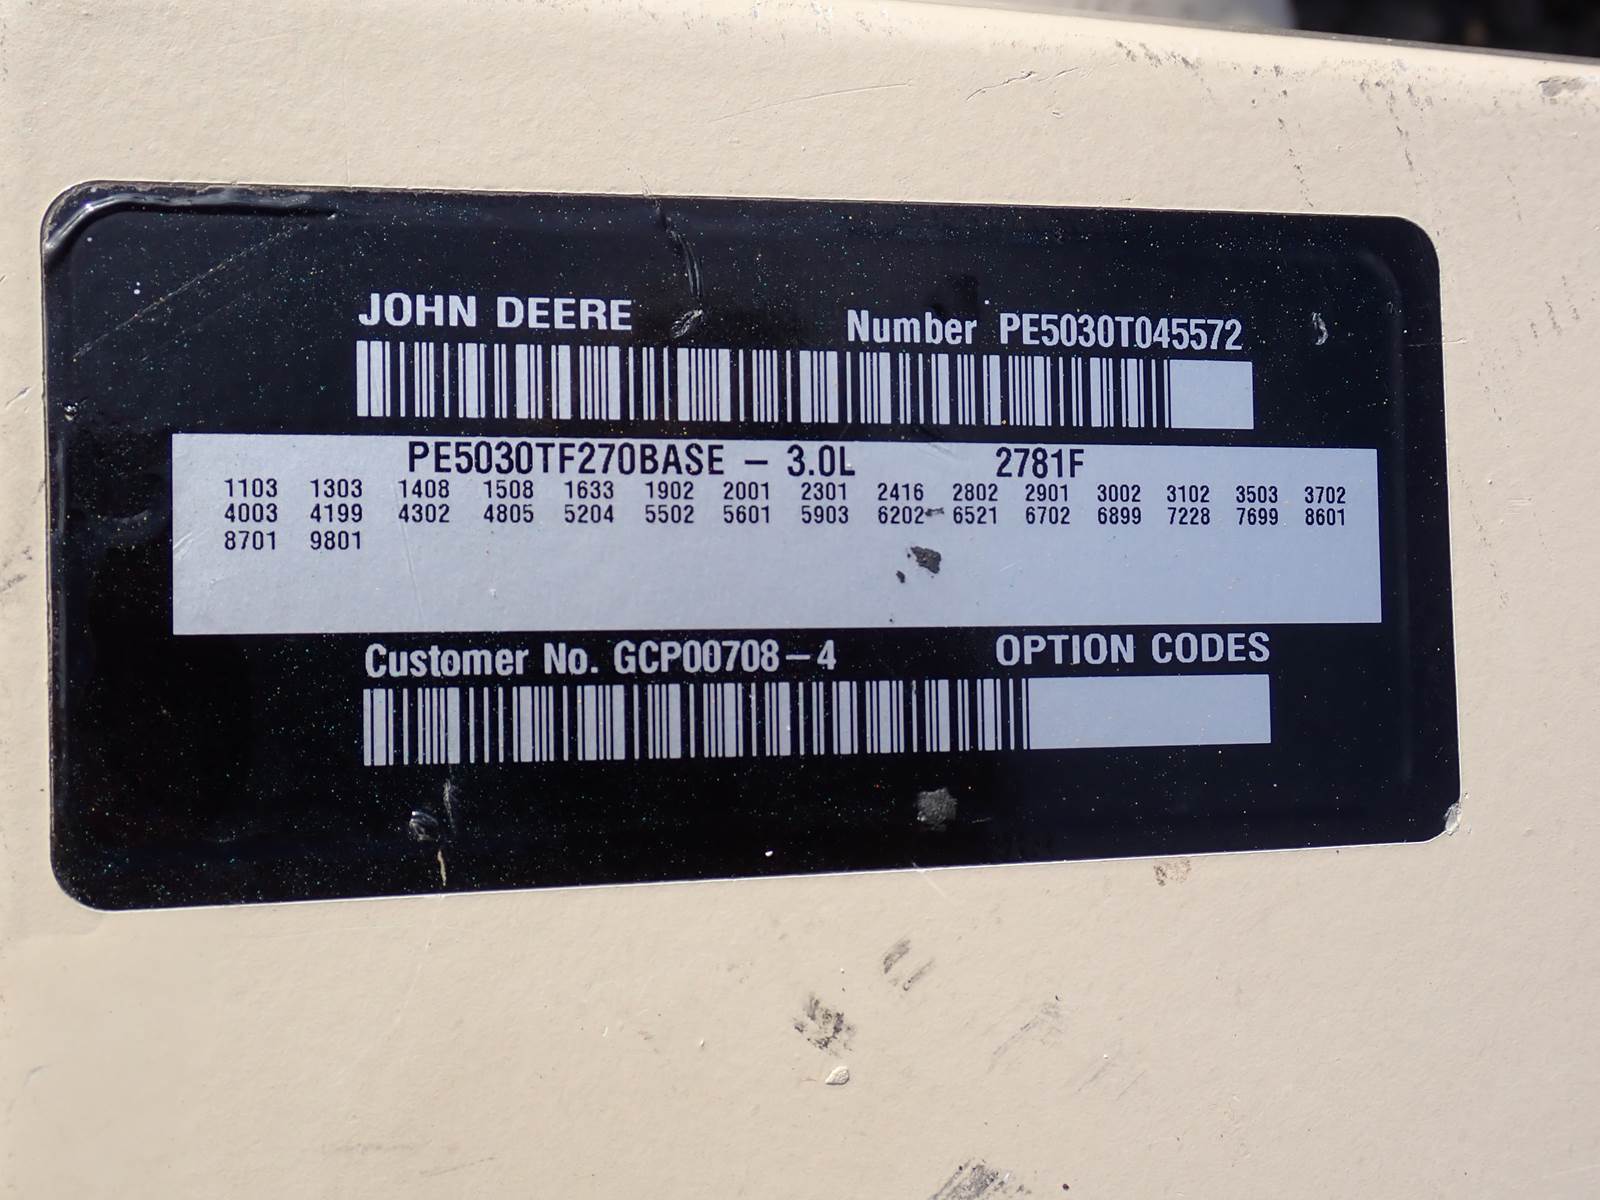 JOHN DEERE
Number PE5030T045572
PE5030TF270BASE – 3.0L 2781F
1103 1303 1408 1508 1633 1902 2001 2301 2416 2802 2901 3002 3102 3503 3702
4003 4199 4302 4805 5204 5502 5601 5903 6202 6521 6702 6899 7228 7699 8601
8701 9801
Customer No. GCP00708–4
OPTION CODES